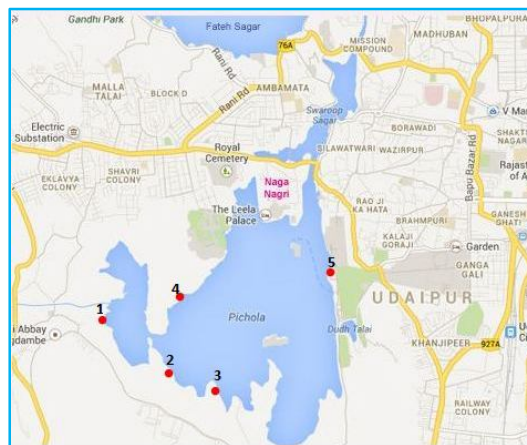 Gandhi Park
Fateh Sagar
76A
MISSION
COMPOUND
BHOPALPURA
MADHUBAN
Rani Rd
MALLA
TALAI
BLOCK D
Rani Rd
AMBAMATA
Swaroop
Sagar
Electric
Substation
Royal
Cemetery
BORAWADI
SILAWATWARI
WAZIRPUR
Bapu Bazar Rd
V Mar
SHAKTI
NAGAR
Rajast
of A
EKLAVYA
COLONY
SHAVRI
COLONY
Naga
Nagri
The Leela
Palace
RAO JI
KA HATA
BRAHMPURI
KALAJI
GORAJI
Garden
GANESH
GHATI
GANGA
GALI
5
4
UDAIPUR
1
Pichola
Dudh Talai
i Abbay
gdambe
KHANJIPEER
927A
2
3
RAILWAY
COLONY